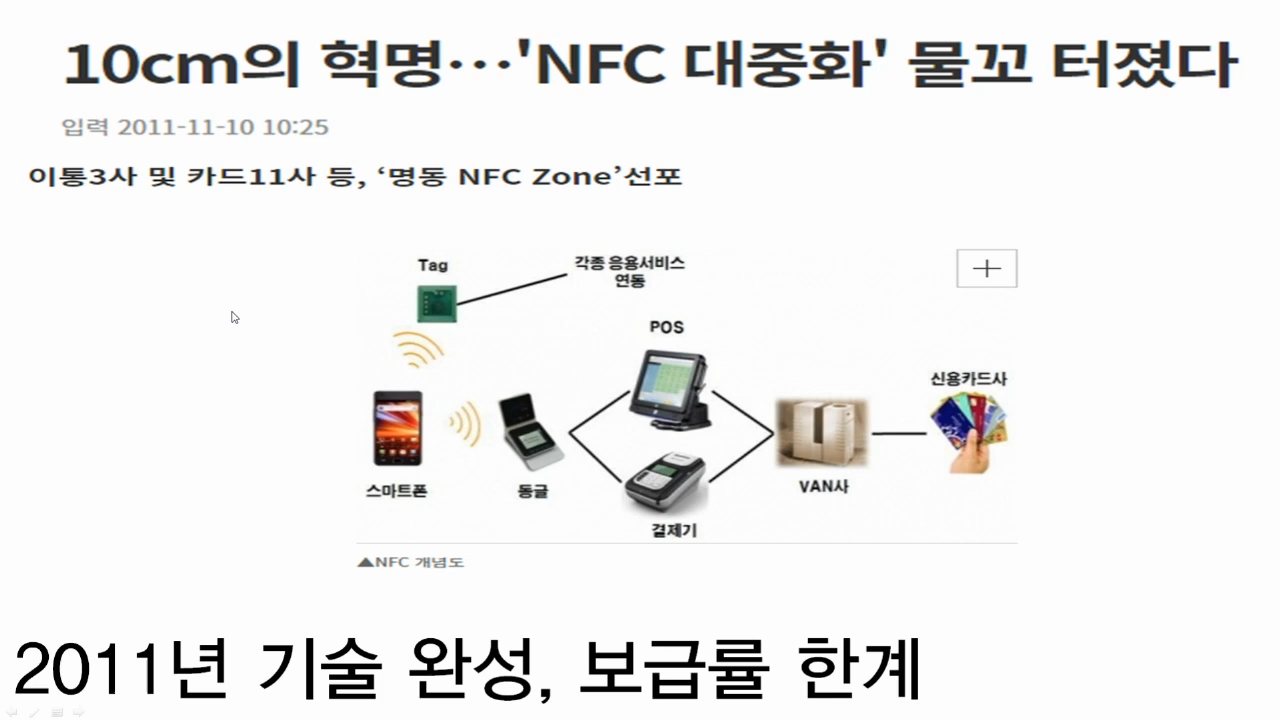 10cm의 혁명…'NFC 대중화' 물꼬 터졌다
입력 2011-11-10 10:25
이통3사 및 카드11사 등, ‘명동 NFC Zone’선포
Tag
각종 응용서비스
연동
POS
신용카드사
스마트폰
동글
VAN사
결제기
▲NFC 개념도
2011년 기술 완성, 보급률 한계